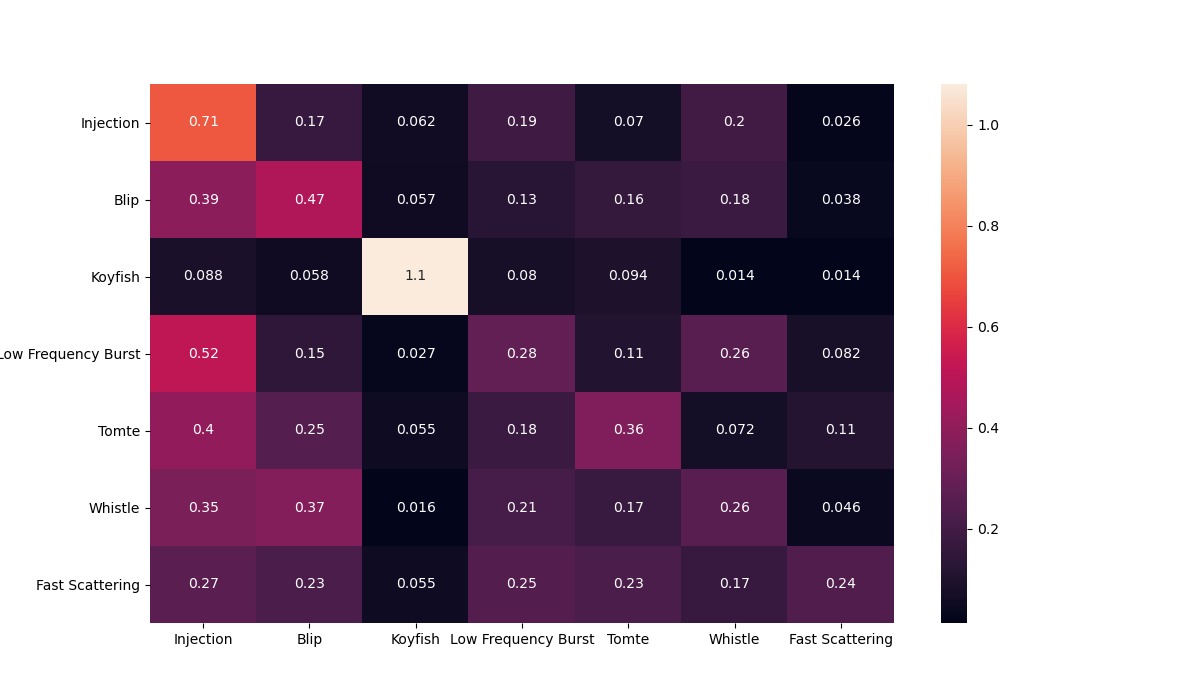 Injection 0.71 0.17 0.062 0.19 0.07 0.2 0.026
Blip 0.39 0.47 0.057 0.13 0.16 0.18 0.038
Koyfish 0.088 0.058 1.1 0.08 0.094 0.014 0.014
Low Frequency Burst 0.52 0.15 0.027 0.28 0.11 0.26 0.082
Tomte 0.4 0.25 0.055 0.18 0.36 0.072 0.11
Whistle 0.35 0.37 0.016 0.21 0.17 0.26 0.046
Fast Scattering 0.27 0.23 0.055 0.25 0.23 0.17 0.24
Injection Blip Koyfish Low Frequency Burst Tomte Whistle Fast Scattering
1.0
0.8
0.6
0.4
0.2